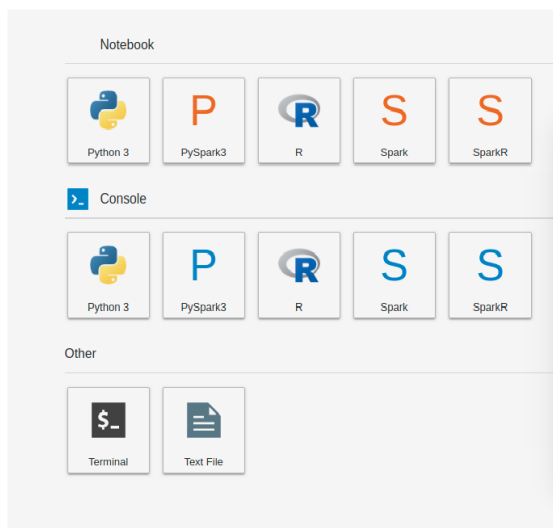 Notebook
P P S S
Python 3 PySpark3 R Spark SparkR
Console
P S S
Python 3 PySpark3 R Spark SparkR
Other
$_
Terminal Text File